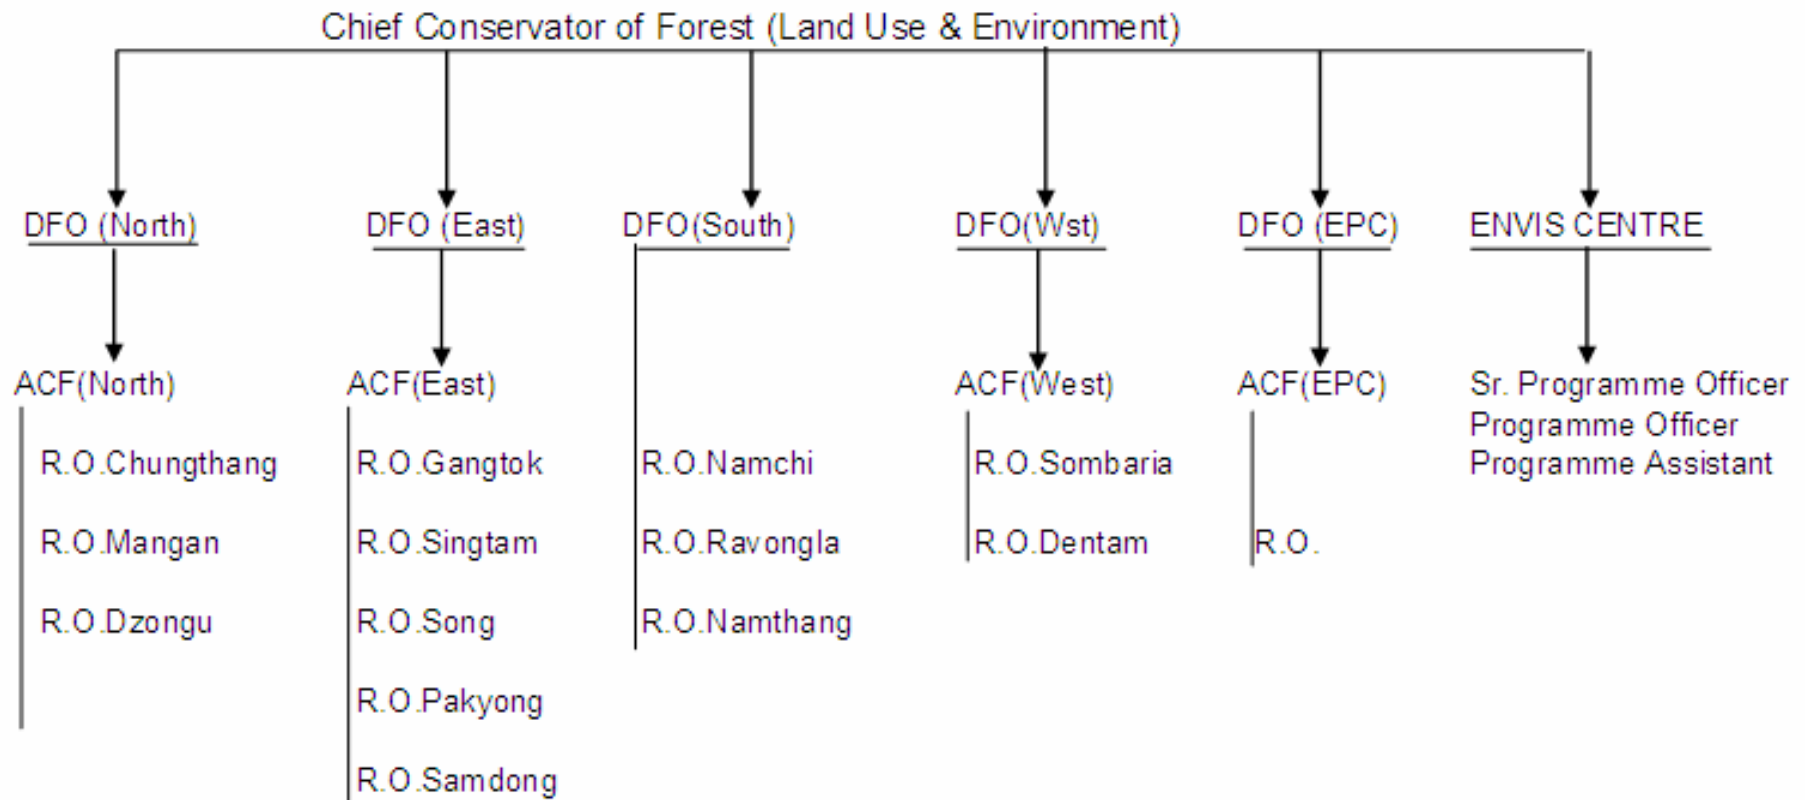 Chief Conservator of Forest (Land Use & Environment)
DFO (North) DFO (East) DFO(South) DFO(Wst) DFO (EPC) ENVIS CENTRE
ACF(North) ACF(East) ACF(West) ACF(EPC) Sr. Programme Officer
Programme Officer
R.O.Chungthang R.O.Gangtok R.O.Namchi R.O.Sombaria Programme Assistant
R.O.Mangan R.O.Singtam R.O.Ravongla R.O.Dentam R.O.
R.O.Dzongu R.O.Song R.O.Namthang
R.O.Pakyong
R.O.Samdong